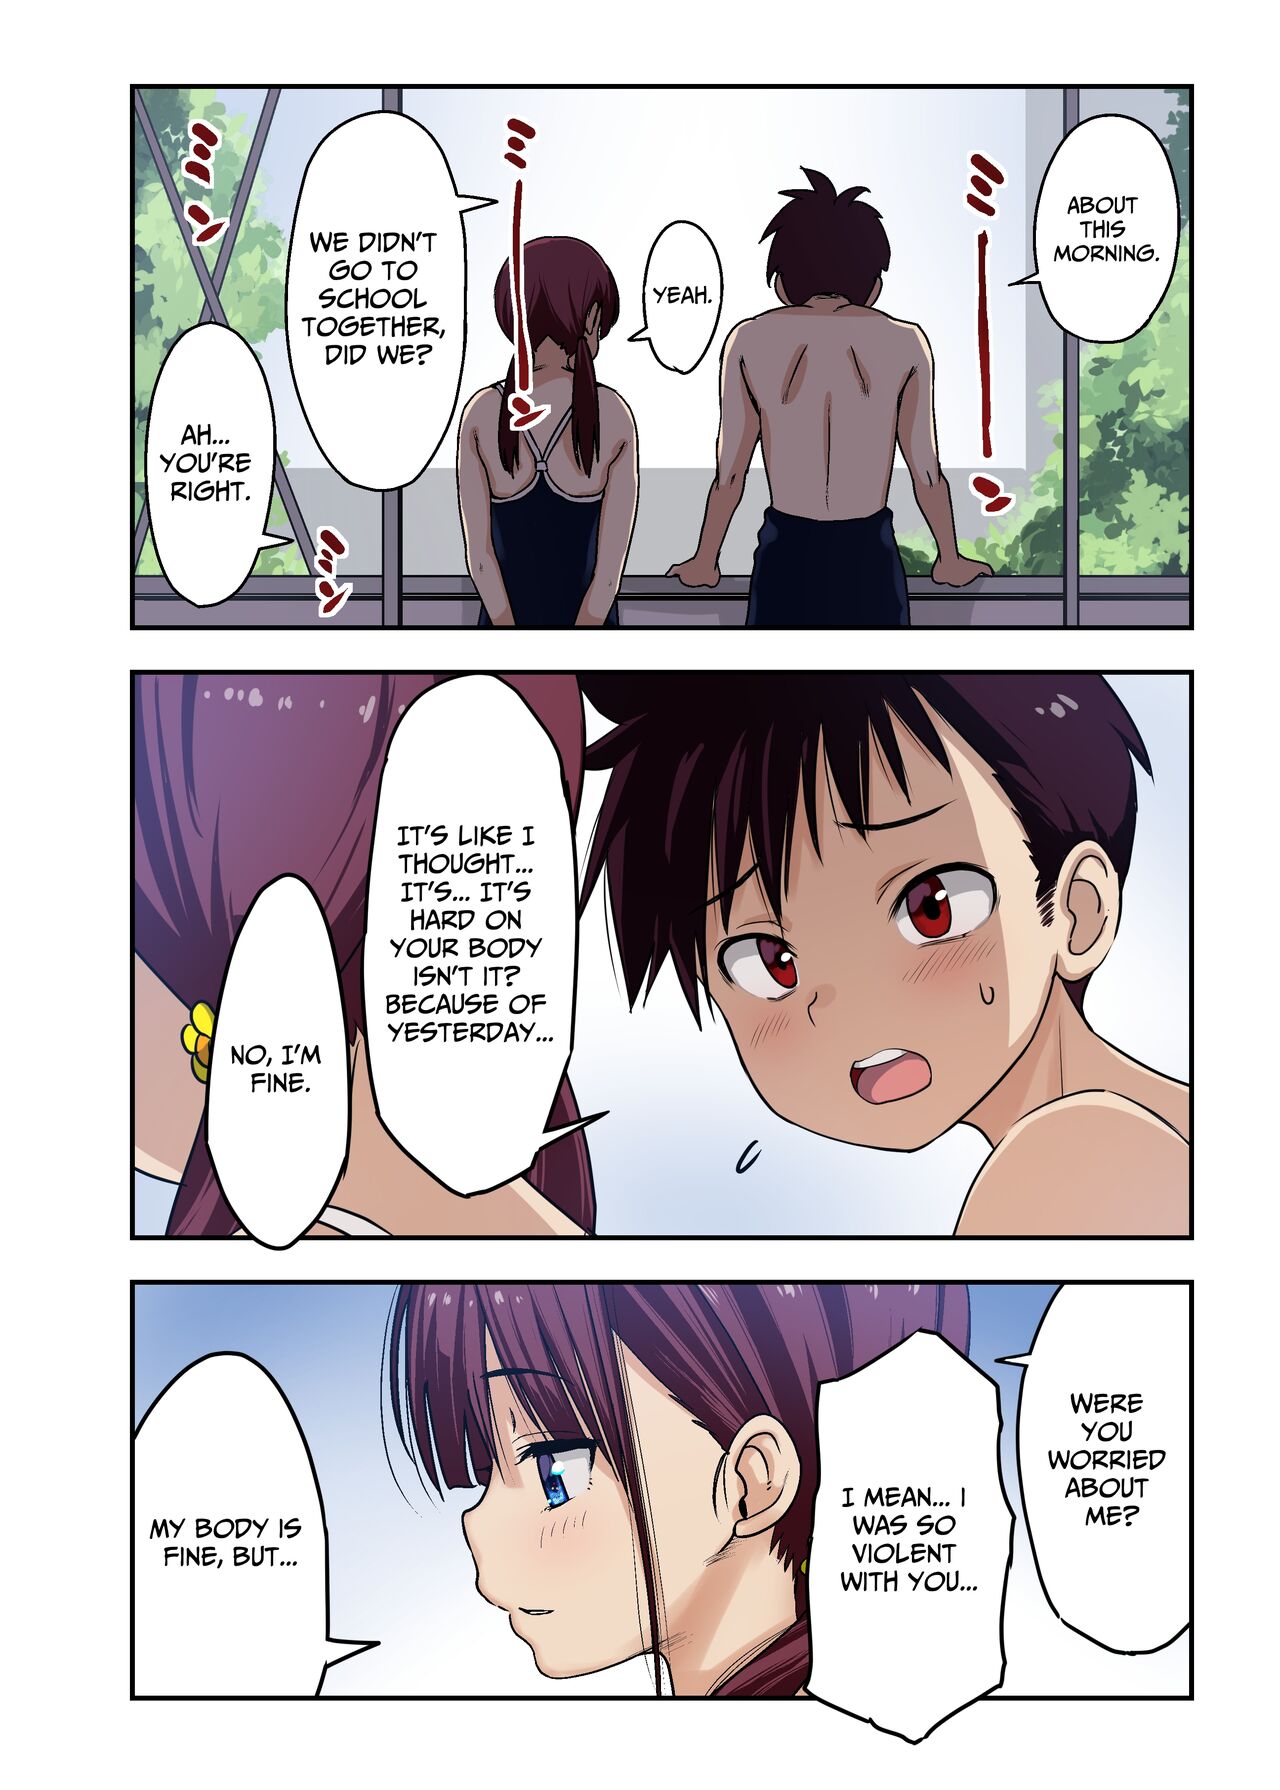 ABOUT
THIS
MORNING.
YEAH.
WE DIDN'T
GO TO
SCHOOL
TOGETHER,
DID WE?
AH...
YOU'RE
RIGHT.
IT'S LIKE I
THOUGHT...
IT'S... IT'S
HARD ON
YOUR BODY
ISN'T IT?
BECAUSE OF
YESTERDAY...
NO, I'M
FINE.
WERE
YOU
WORRIED
ABOUT
ME?
I MEAN... I
WAS SO
VIOLENT
WITH YOU...
MY BODY IS
FINE, BUT...